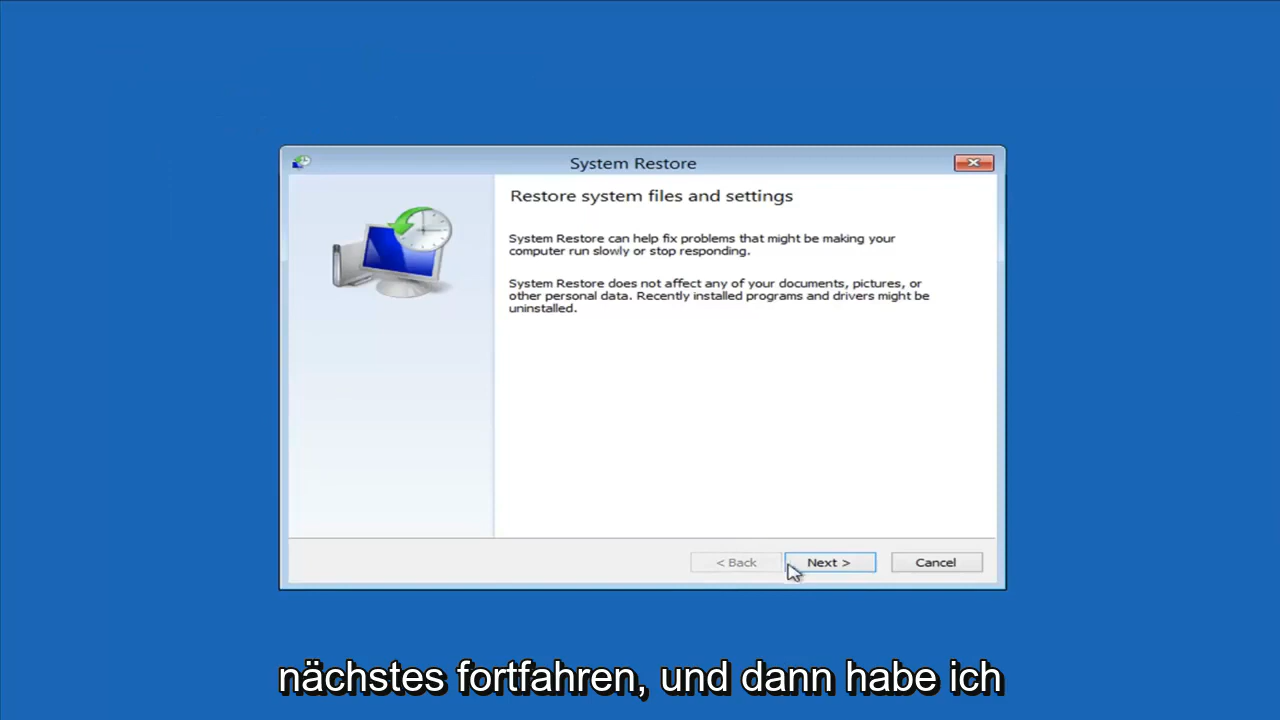 System Restore
Restore system files and settings
System Restore can help fix problems that might be making your
computer run slowly or stop responding.
System Restore does not affect any of your documents, pictures, or
other personal data. Recently installed programs and drivers might be
uninstalled.
< Back
Next >
Cancel
nächstes fortfahren, und dann habe ich